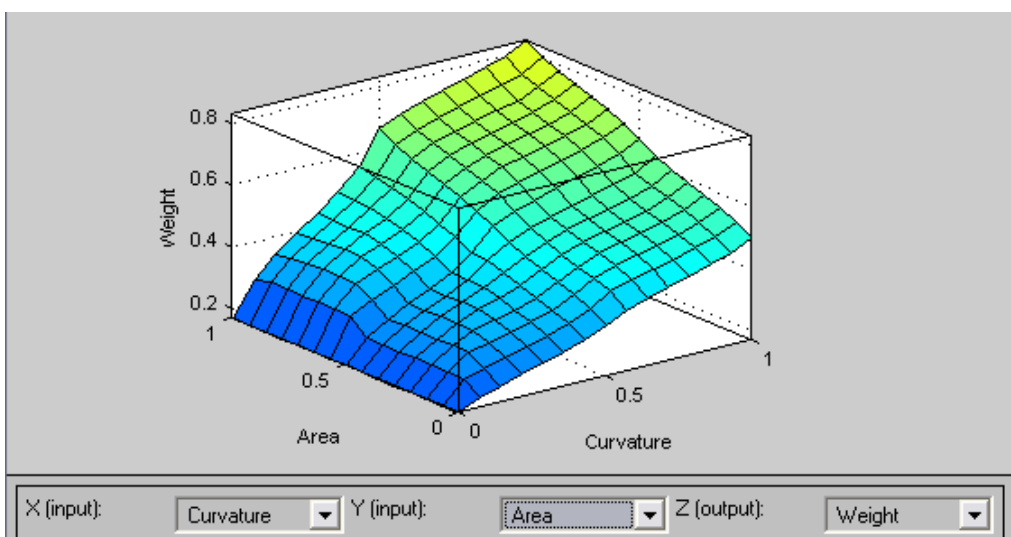 0.8
0.6
0.4
0.2
Weight
1
0.5
0
Area
0
0.5
1
Curvature
X (input):
Curvature
Y (input):
Area
Z (output):
Weight